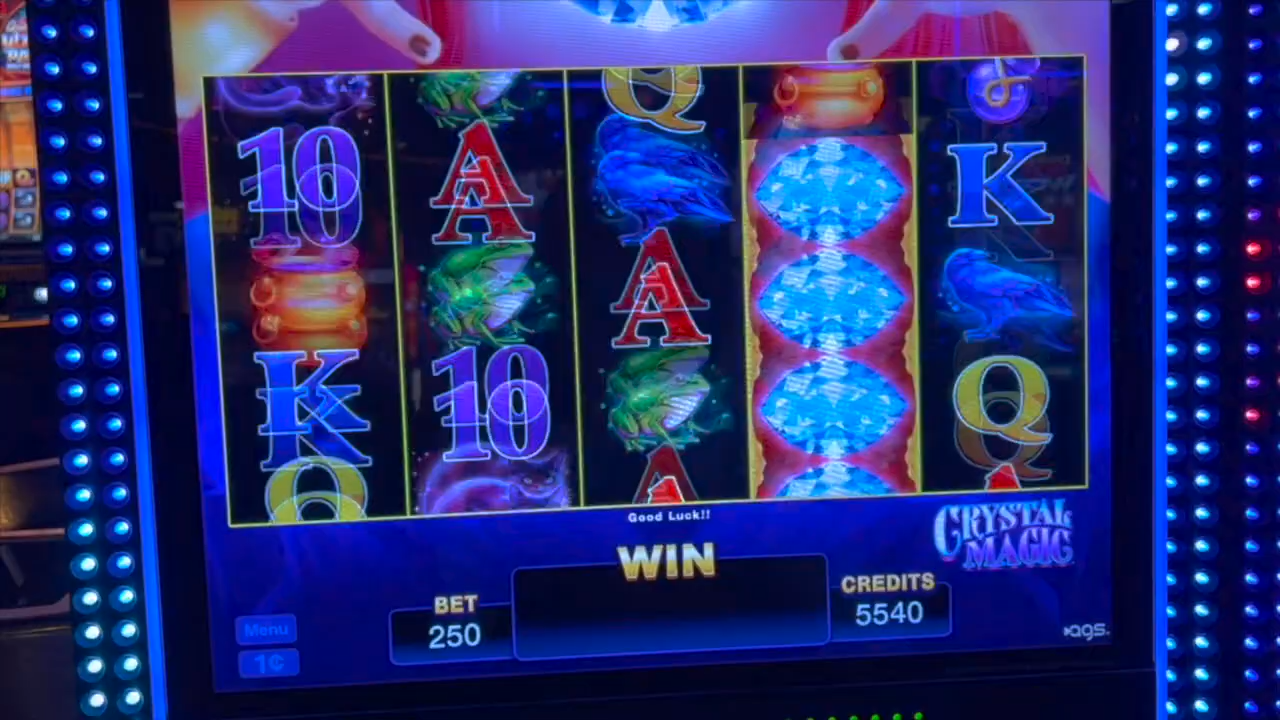 Q
10 A K
A
K 10 Q
Q A A
Good Luck!!
CRYSTAL
MAGIC
WIN
BET CREDITS
250 5540
Menu
1¢
ags.